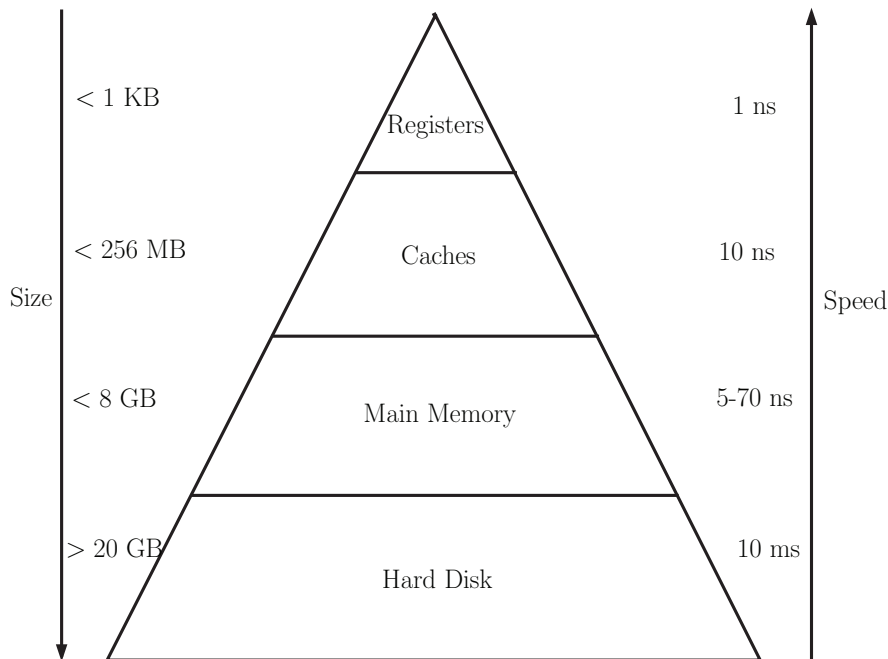 < 1 KB
1 ns
Registers
< 256 MB
Caches
10 ns
Size
Speed
< 8 GB
5-70 ns
Main Memory
> 20 GB
10 ms
Hard Disk